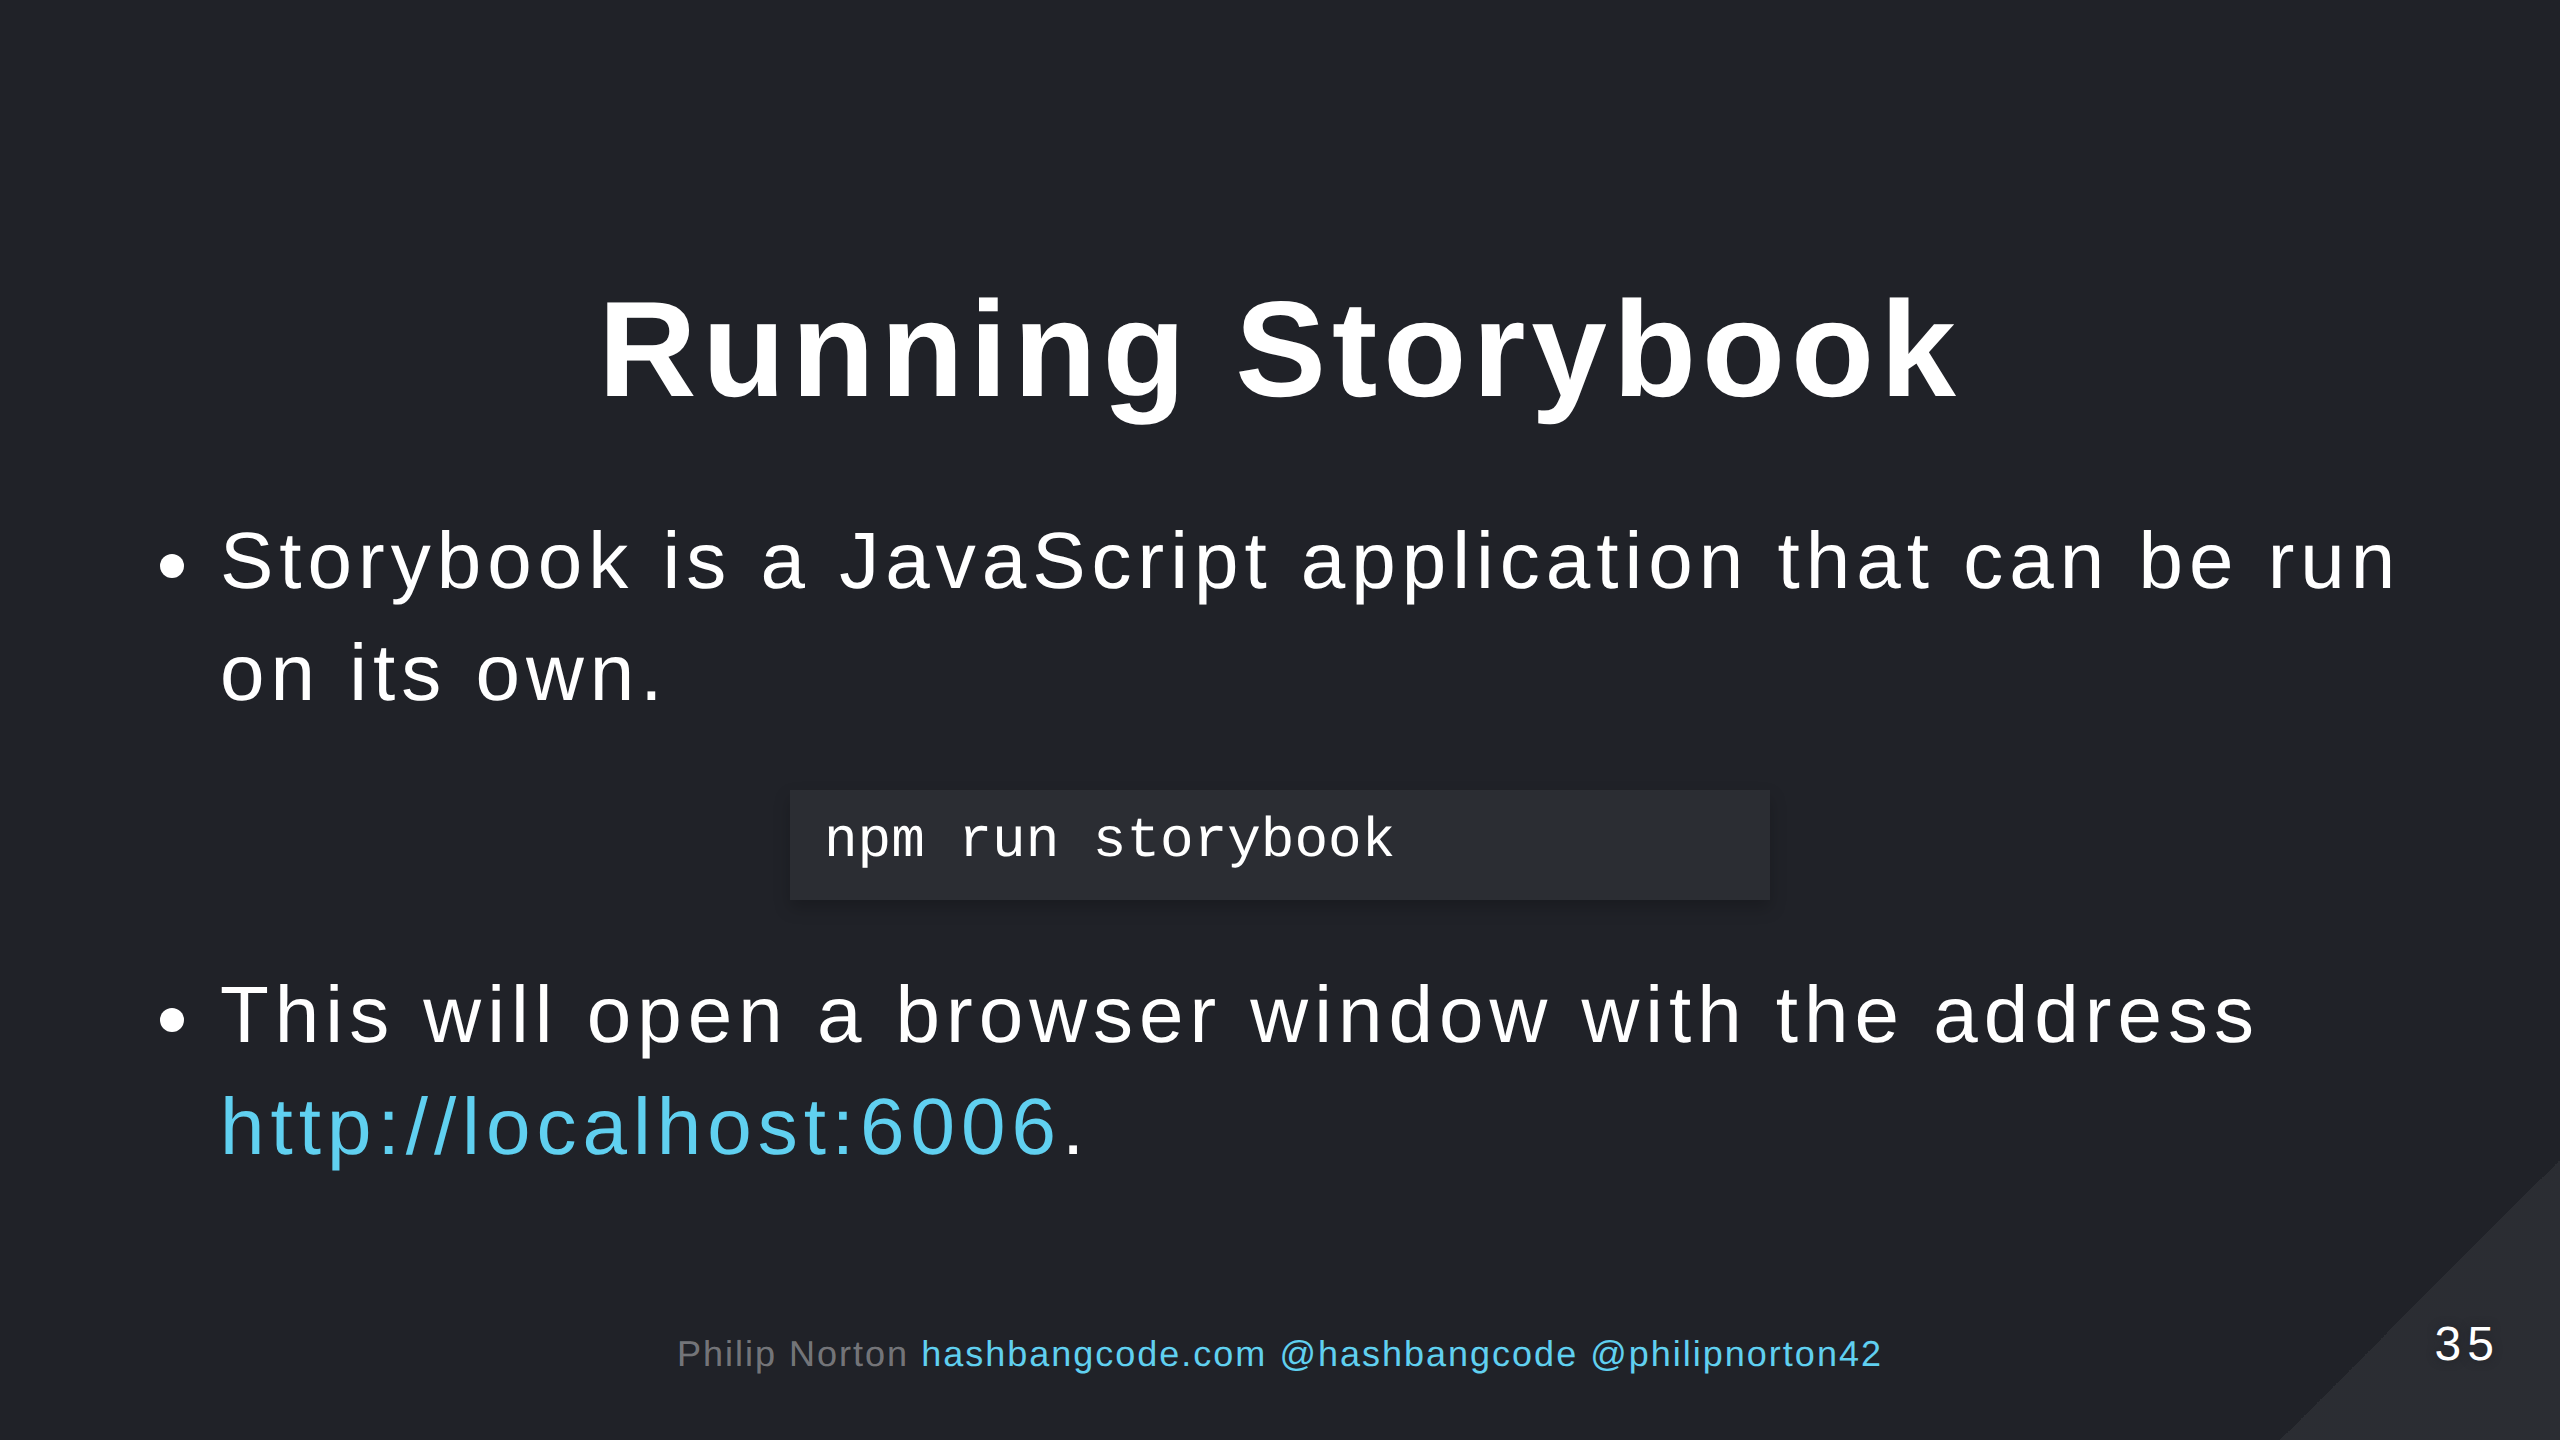 Running Storybook
Storybook is a JavaScript application that can be run
on its own.
npm run storybook
This will open a browser window with the address
http://localhost:6006.
Philip Norton hashbangcode.com @hashbangcode @philipnorton42
35